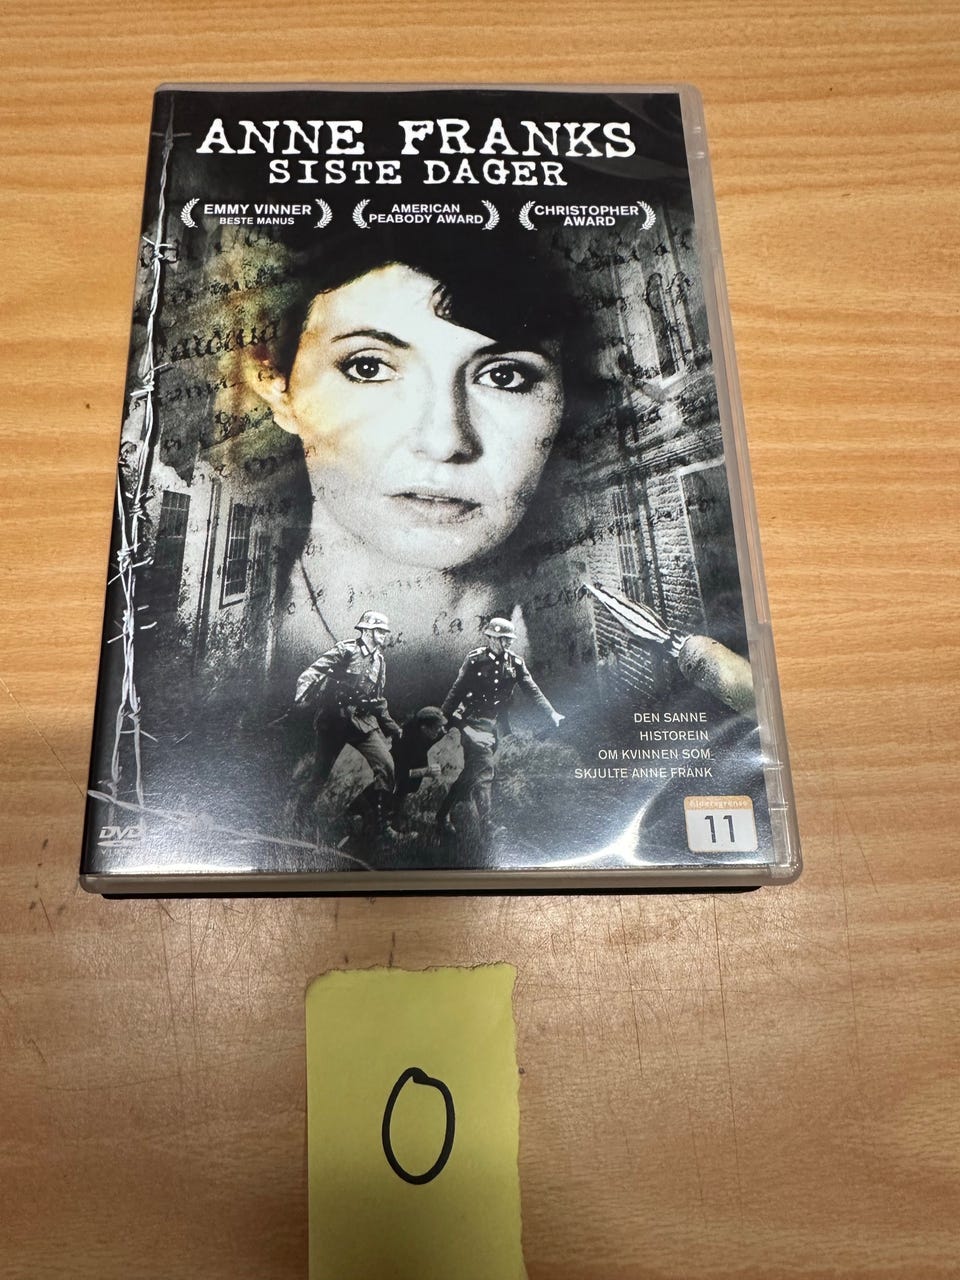 ANNE FRANKS
SISTE DAGER
EMMY VINNER
BESTE MANUS
AMERICAN
PEABODY AWARD
CHRISTOPHER
AWARD
DEN SANNE
HISTOREIN
OM KVINNEN SOM
SKJULTE ANNE FRANK
DVD
aldersgrense
11
0